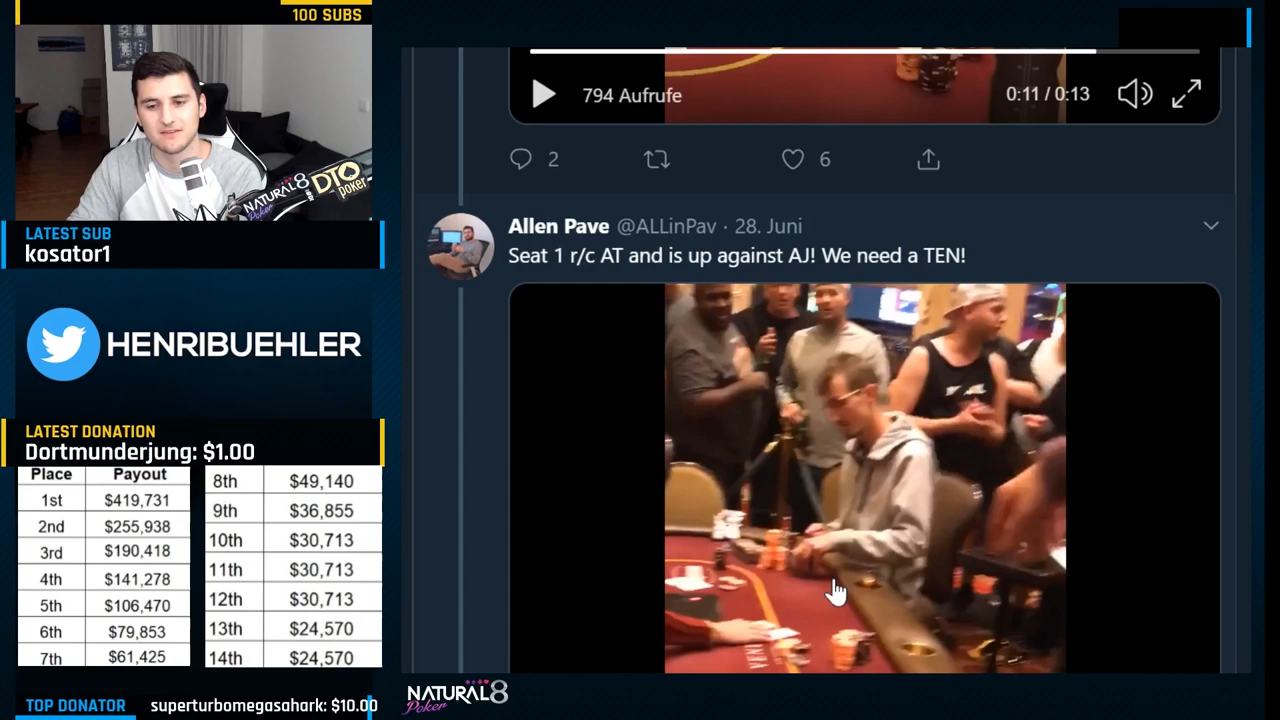 100 SUBS
NATURAL8
Poker
DTO
poker
LATEST SUB
kosator1
HENRIBUEHLER
LATEST DONATION
Dortmunderjung: $1.00
Place Payout
1st $419,731
2nd $255,938
3rd $190,418
4th $141,278
5th $106,470
6th $79,853
7th $61,425
8th $49,140
9th $36,855
10th $30,713
11th $30,713
12th $30,713
13th $24,570
14th $24,570
TOP DONATOR superturbomegasahark: $10.00
794 Aufrufe 0:11 / 0:13
2 6
Allen Pave @ALLinPav · 28. Juni
Seat 1 r/c AT and is up against AJ! We need a TEN!
NATURAL8
Poker